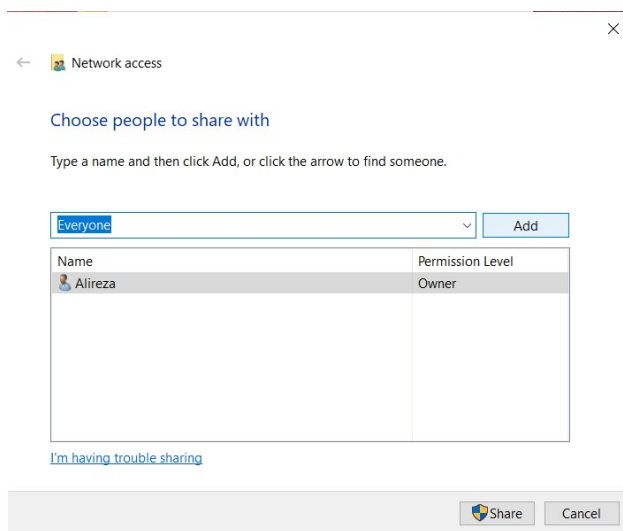 Network access
Choose people to share with
Type a name and then click Add, or click the arrow to find someone.
Everyone Add
Name Permission Level
Alireza Owner
I'm having trouble sharing
Share Cancel